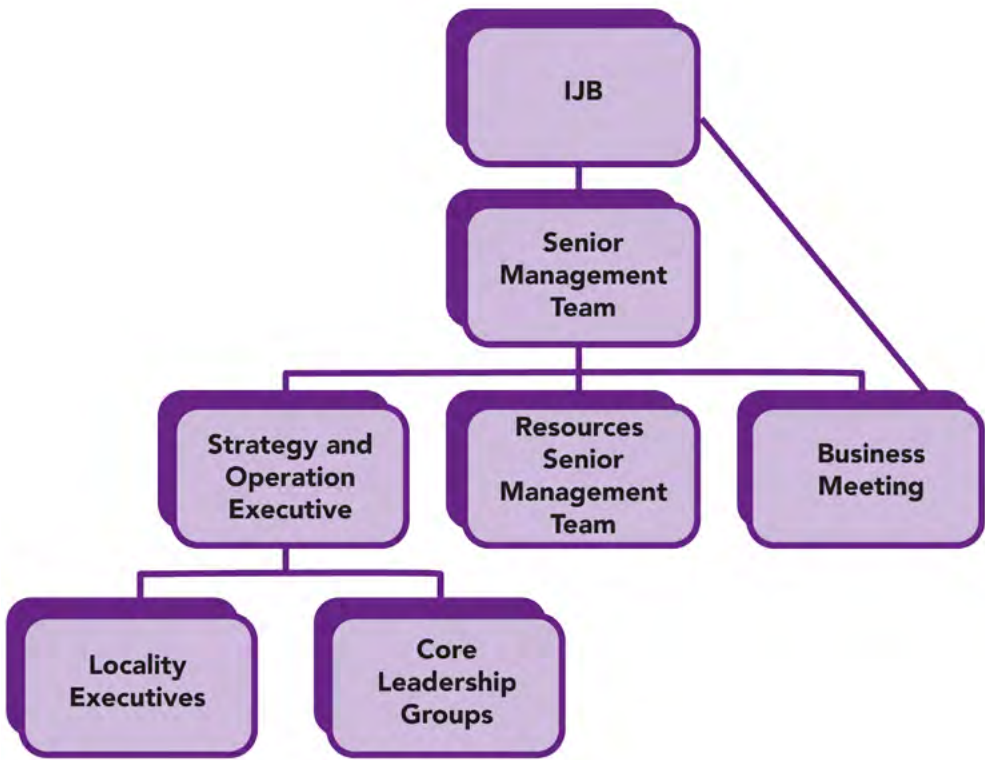 IJB
Senior
Management
Team
Strategy and
Operation
Executive
Resources
Senior
Management
Team
Business
Meeting
Locality
Executives
Core
Leadership
Groups